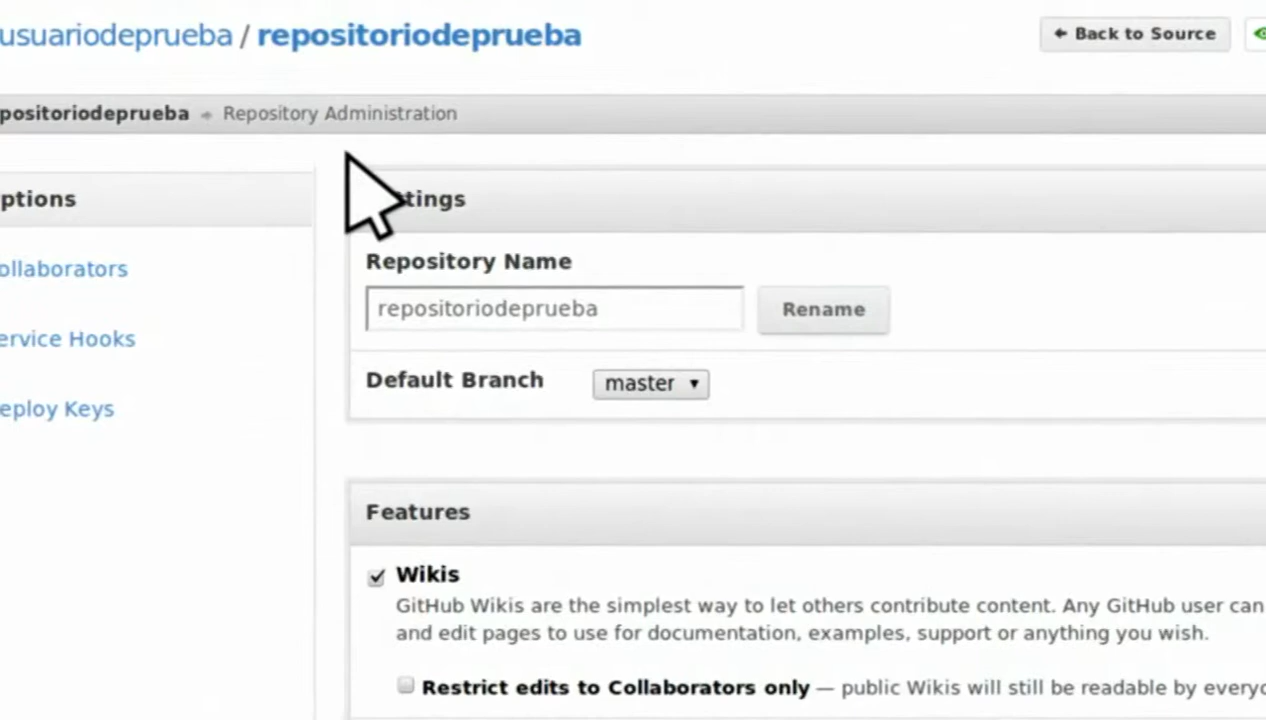 usuariodeprueba / repositoriodeprueba
Back to Source
positoriodeprueba → Repository Administration
ptions
tings
ollaborators
ervice Hooks
eploy Keys
Repository Name
repositoriodeprueba
Rename
Default Branch
master
Features
Wikis
GitHub Wikis are the simplest way to let others contribute content. Any GitHub user can
and edit pages to use for documentation, examples, support or anything you wish.
Restrict edits to Collaborators only — public Wikis will still be readable by everyo